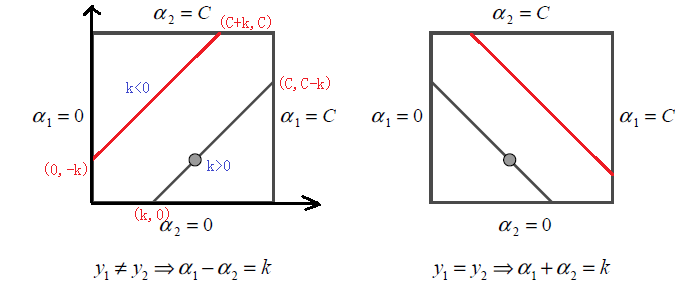 α₂ = C
(C+k, C)
k<0
α₁ = 0
(C, C-k)
α₁ = C
(0, -k)
k>0
(k, 0)
α₂ = 0
y₁ ≠ y₂ ⇒ α₁ − α₂ = k
α₂ = C
α₁ = 0
α₁ = C
α₂ = 0
y₁ = y₂ ⇒ α₁ + α₂ = k